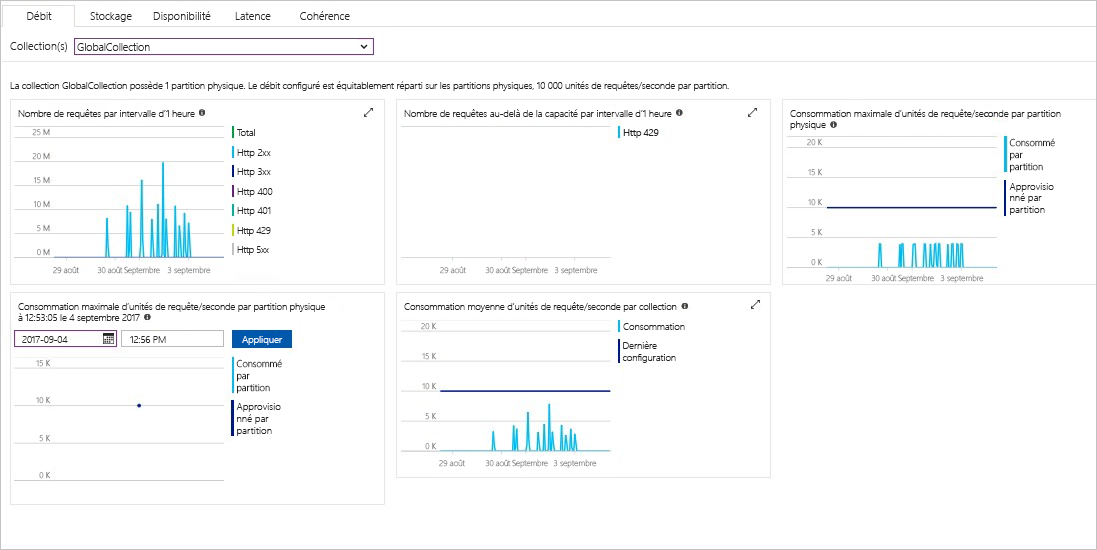 Débit Stockage Disponibilité Latence Cohérence
Collection(s) GlobalCollection
La collection GlobalCollection possède 1 partition physique. Le débit configuré est équitablement réparti sur les partitions physiques, 10 000 unités de requêtes/seconde par partition.
Nombre de requêtes par intervalle d'1 heure
25 M
20 M
15 M
10 M
5 M
0 M
29 août 30 août Septembre 3 septembre
Total
Http 2xx
Http 3xx
Http 400
Http 401
Http 429
Http 5xx
Nombre de requêtes au-delà de la capacité par intervalle d'1 heure
Http 429
29 août 30 août Septembre 3 septembre
Consommation maximale d'unités de requête/seconde par partition
physique
20 K
15 K
10 K
5 K
0 K
29 août 30 août Septembre 3 septembre
Consommé
par
partition
Approvisio
nné par
partition
Consommation maximale d'unités de requête/seconde par partition physique
à 12:53:05 le 4 septembre 2017
2017-09-04 12:56 PM Appliquer
15 K
10 K
5 K
0 K
Consommé
par
partition
Approvisio
nné par
partition
Consommation moyenne d'unités de requête/seconde par collection
20 K
15 K
10 K
5 K
0 K
29 août 30 août Septembre 3 septembre
Consommation
Dernière
configuration